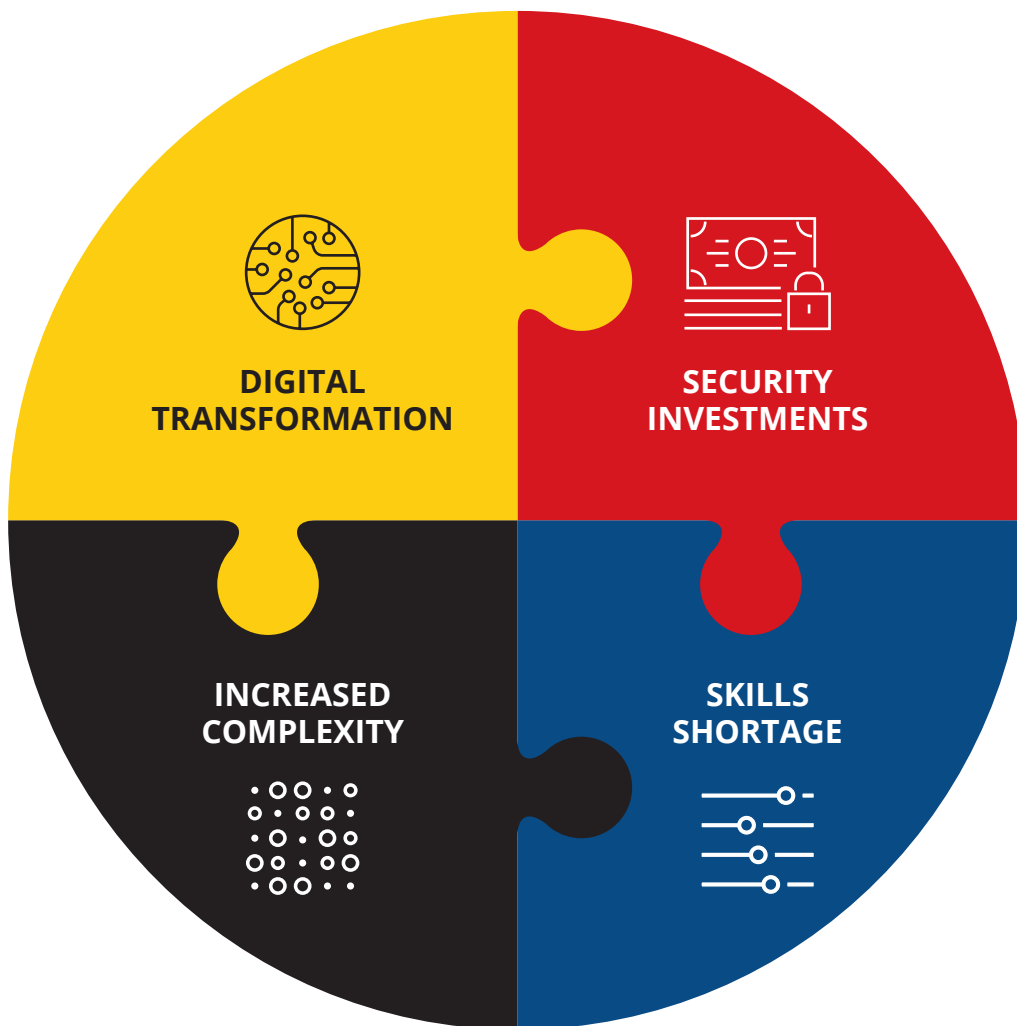 DIGITAL
TRANSFORMATION
SECURITY
INVESTMENTS
INCREASED
COMPLEXITY
SKILLS
SHORTAGE